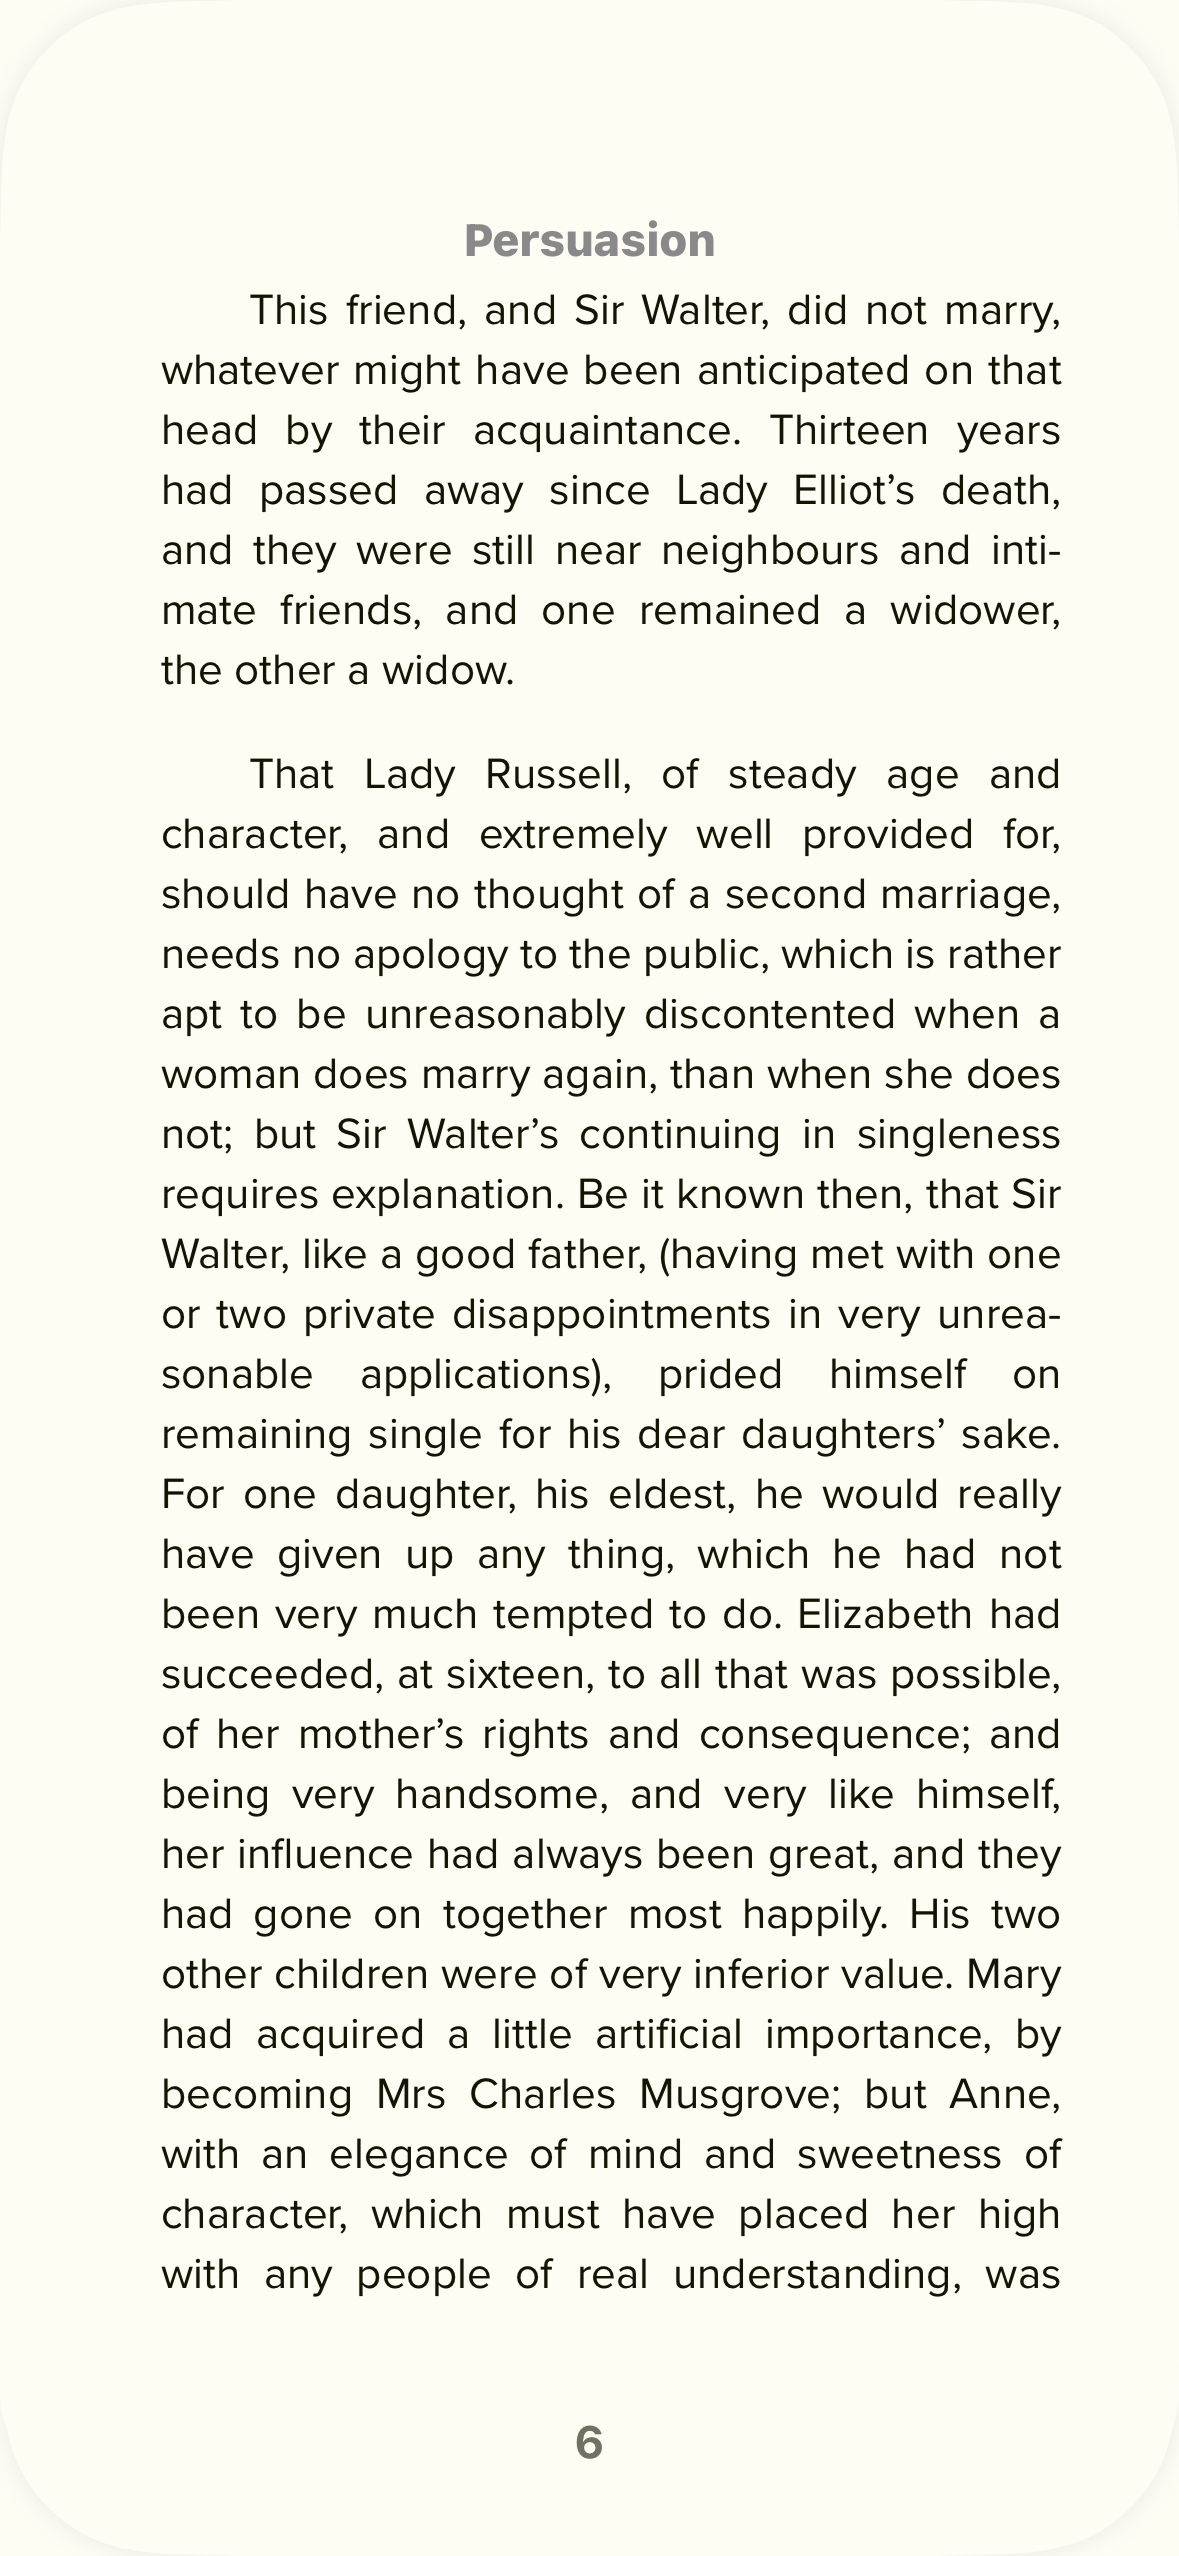 Persuasion
This friend, and Sir Walter, did not marry,
whatever might have been anticipated on that
head by their acquaintance. Thirteen years
had passed away since Lady Elliot’s death,
and they were still near neighbours and inti-
mate friends, and one remained a widower,
the other a widow.
That Lady Russell, of steady age and
character, and extremely well provided for,
should have no thought of a second marriage,
needs no apology to the public, which is rather
apt to be unreasonably discontented when a
woman does marry again, than when she does
not; but Sir Walter’s continuing in singleness
requires explanation. Be it known then, that Sir
Walter, like a good father, (having met with one
or two private disappointments in very unrea-
sonable applications), prided himself on
remaining single for his dear daughters’ sake.
For one daughter, his eldest, he would really
have given up any thing, which he had not
been very much tempted to do. Elizabeth had
succeeded, at sixteen, to all that was possible,
of her mother’s rights and consequence; and
being very handsome, and very like himself,
her influence had always been great, and they
had gone on together most happily. His two
other children were of very inferior value. Mary
had acquired a little artificial importance, by
becoming Mrs Charles Musgrove; but Anne,
with an elegance of mind and sweetness of
character, which must have placed her high
with any people of real understanding, was
6